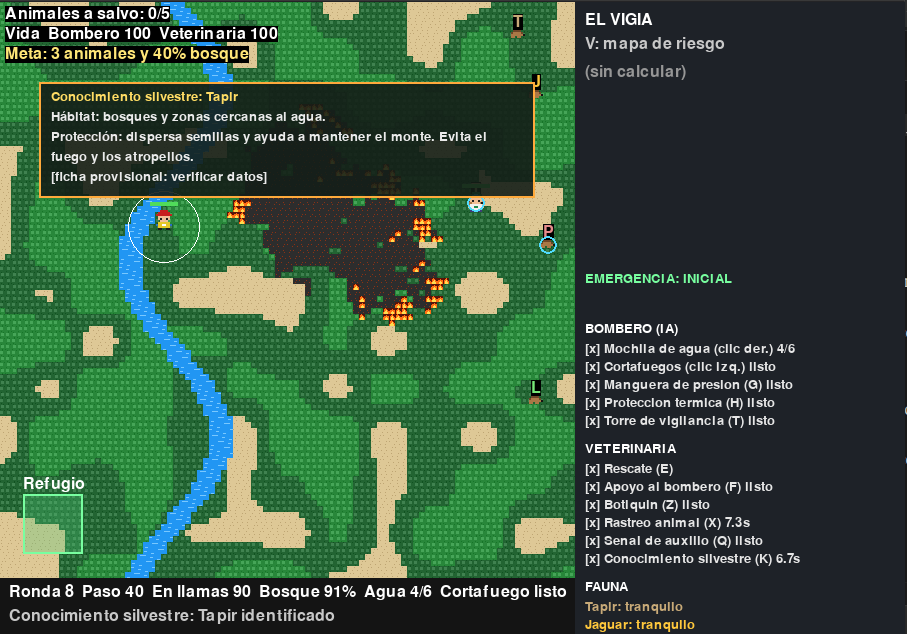 Animales a salvo: 0/5
Vida Bombero 100 Veterinaria 100
Meta: 3 animales y 40% bosque
T
J
Conocimiento silvestre: Tapir
Hábitat: bosques y zonas cercanas al agua.
Protección: dispersa semillas y ayuda a mantener el monte. Evita el
fuego y los atropellos.
[ficha provisional: verificar datos]
P
L
Refugio
Ronda 8 Paso 40 En llamas 90 Bosque 91% Agua 4/6 Cortafuego listo
Conocimiento silvestre: Tapir identificado
EL VIGIA
V: mapa de riesgo
(sin calcular)
EMERGENCIA: INICIAL
BOMBERO (IA)
[x] Mochila de agua (clic der.) 4/6
[x] Cortafuegos (clic izq.) listo
[x] Manguera de presion (G) listo
[x] Proteccion termica (H) listo
[x] Torre de vigilancia (T) listo
VETERINARIA
[x] Rescate (E)
[x] Apoyo al bombero (F) listo
[x] Botiquin (Z) listo
[x] Rastreo animal (X) 7.3s
[x] Senal de auxilio (Q) listo
[x] Conocimiento silvestre (K) 6.7s
FAUNA
Tapir: tranquilo
Jaguar: tranquilo